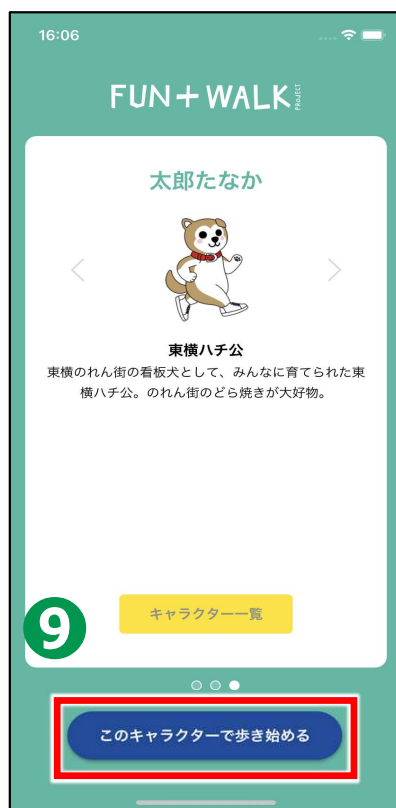 16:06
FUN+WALK PROJECT
太郎たなか
東横ハチ公
東横のれん街の看板犬として、みんなに育てられた東
横ハチ公。のれん街のどら焼きが大好物。
キャラクター一覧
9
このキャラクターで歩き始める